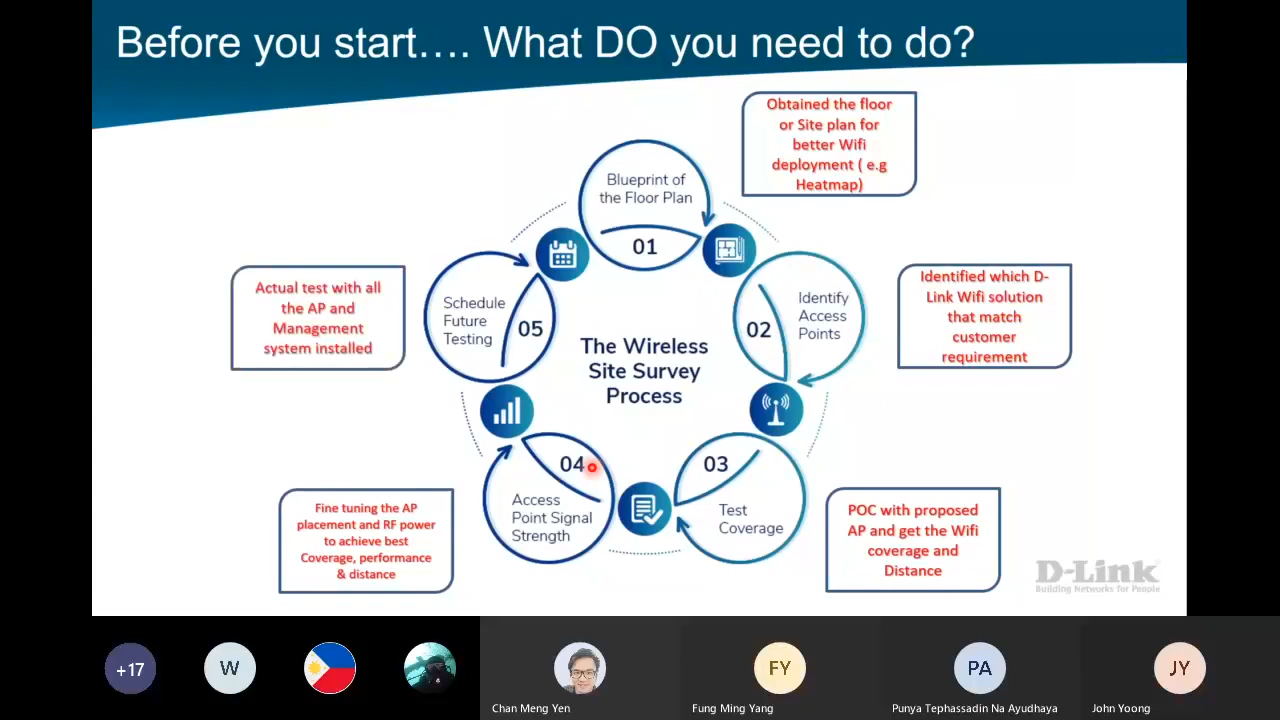 Before you start…. What DO you need to do?
Obtained the floor
or Site plan for
better Wifi
deployment ( e.g
Heatmap)
Blueprint of
the Floor Plan
01
Identify
Access
Points
02
Identified which D-
Link Wifi solution
that match
customer
requirement
Actual test with all
the AP and
Management
system installed
Schedule
Future
Testing
05
The Wireless
Site Survey
Process
04
Access
Point Signal
Strength
03
Test
Coverage
Fine tuning the AP
placement and RF power
to achieve best
Coverage, performance
& distance
POC with proposed
AP and get the Wifi
coverage and
Distance
D-Link
Building Networks for People
+17
W
FY
PA
JY
Chan Meng Yen
Fung Ming Yang
Punya Tephassadin Na Ayudhaya
John Yoong